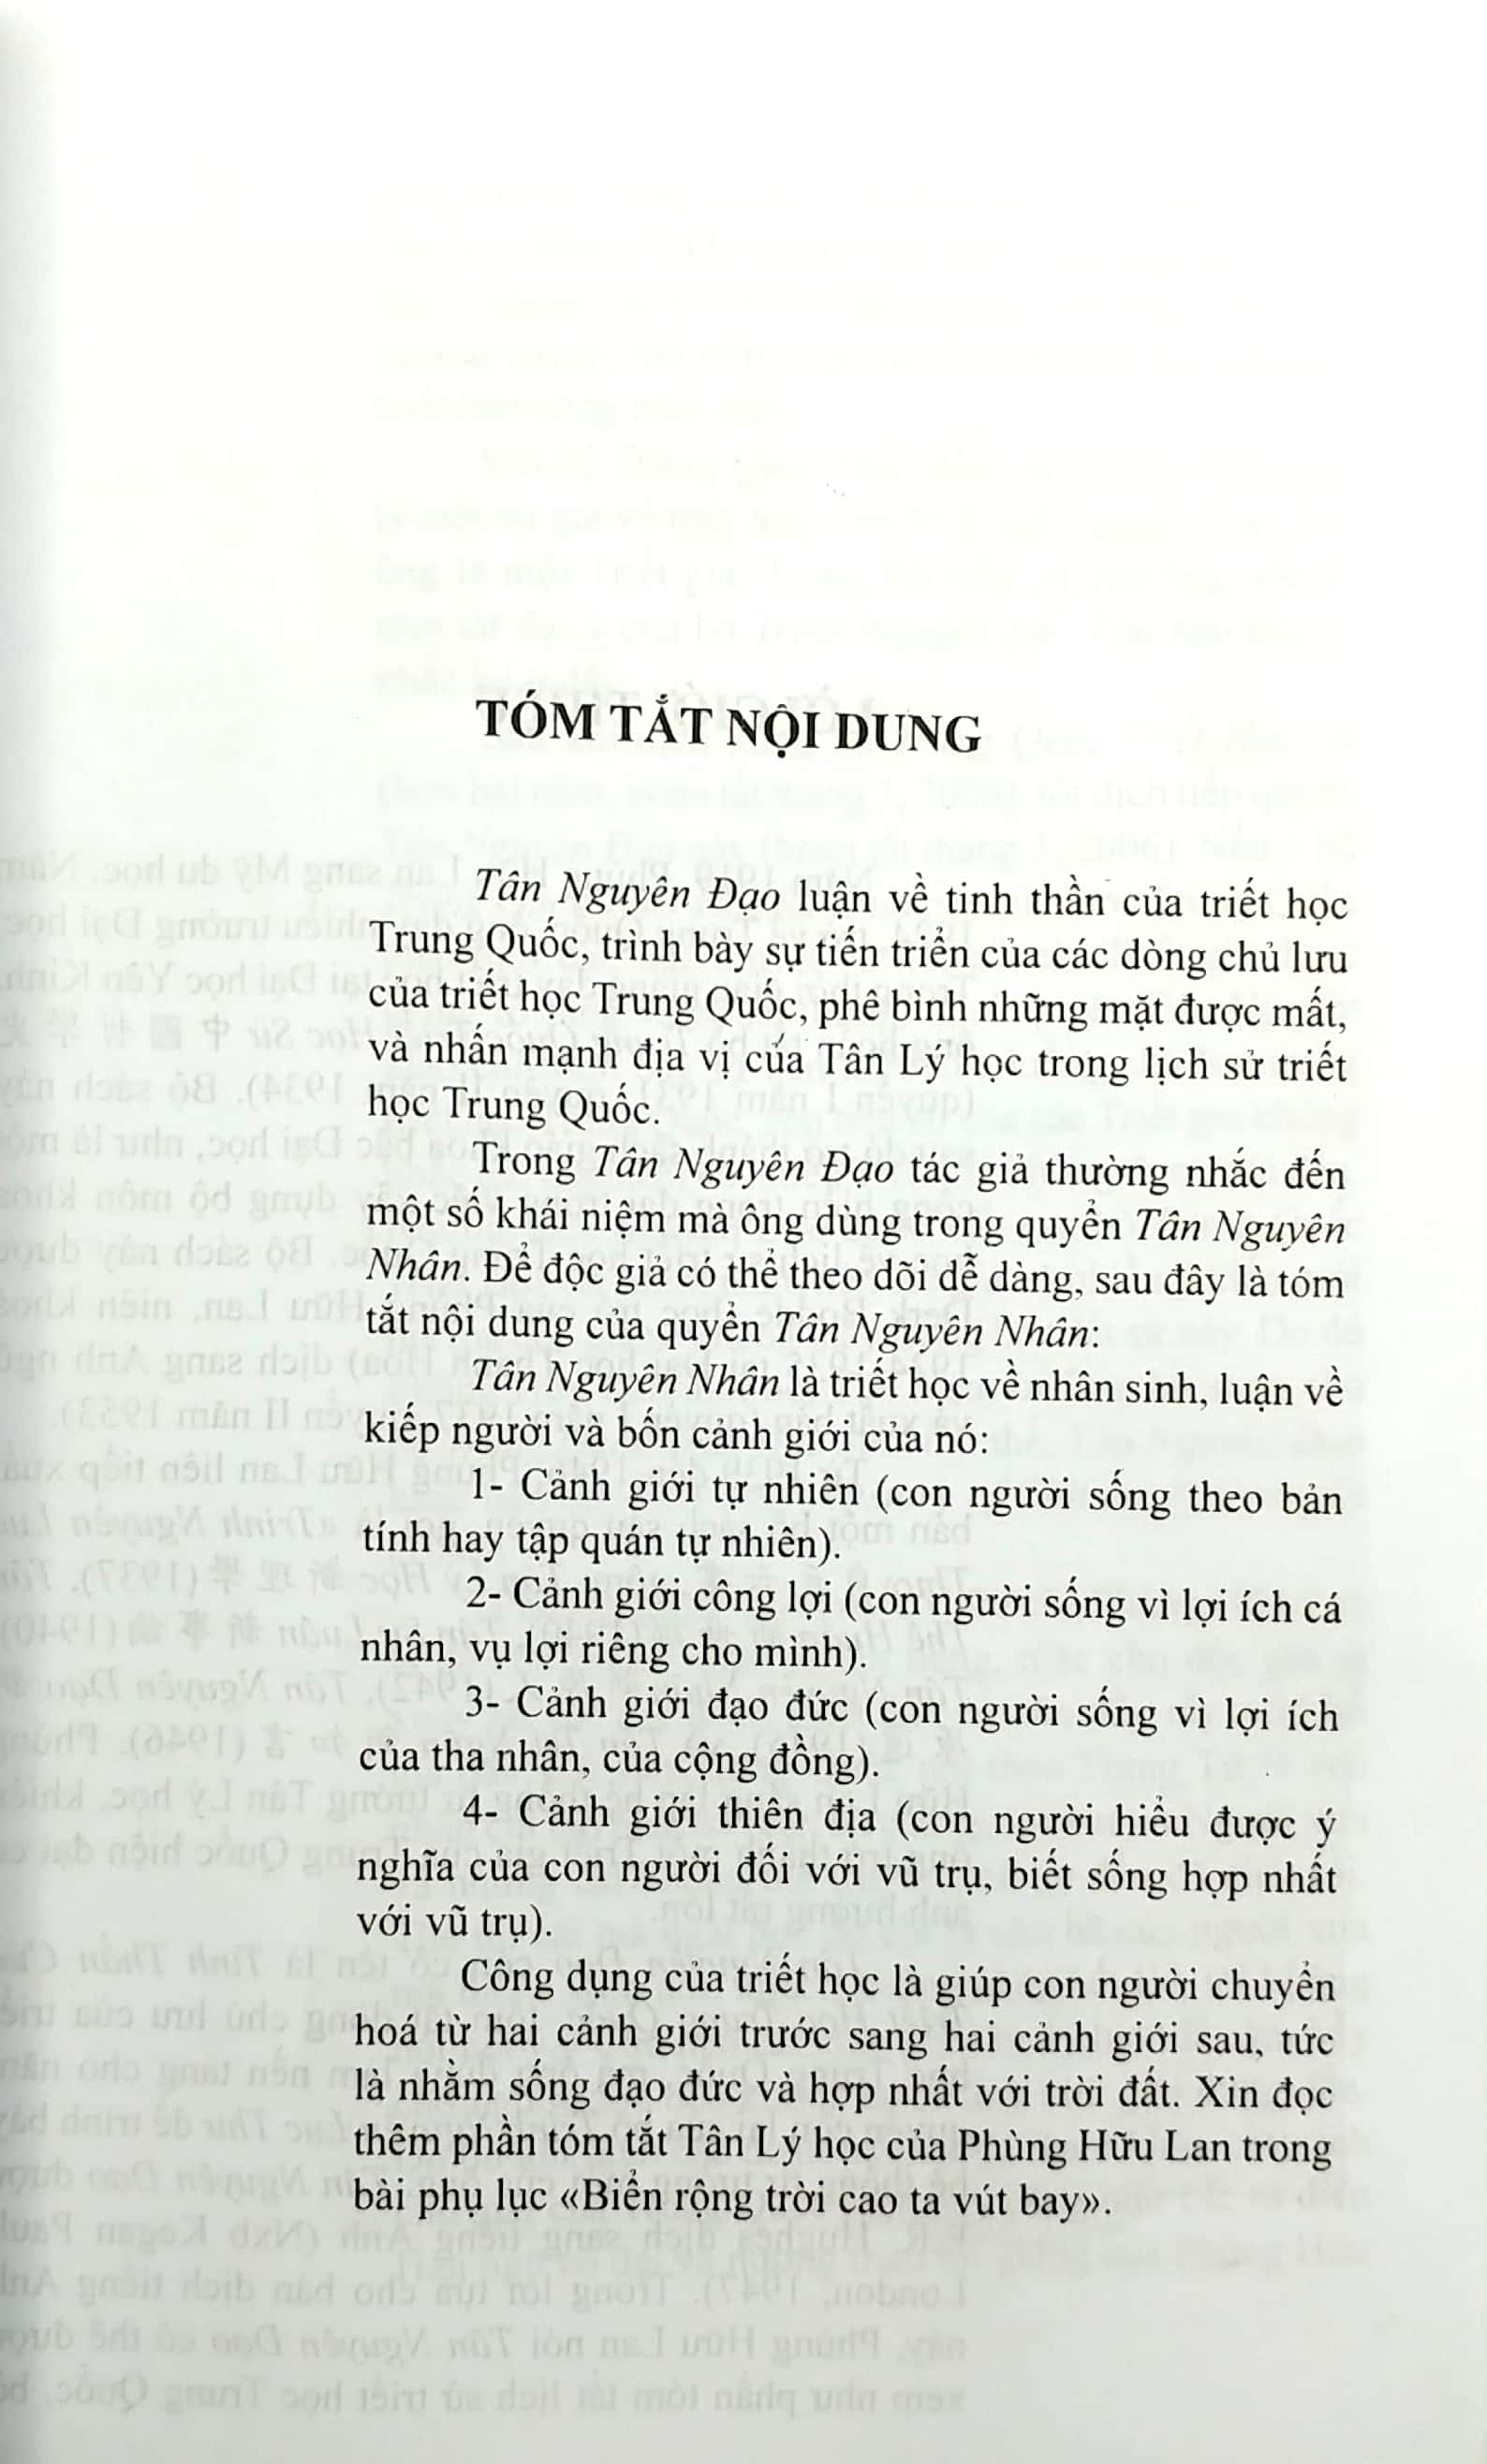 TÓM TẮT NỘI DUNG
Tân Nguyên Đạo luận về tinh thần của triết học
Trung Quốc, trình bày sự tiến triển của các dòng chủ lưu
của triết học Trung Quốc, phê bình những mặt được mất,
và nhấn mạnh địa vị của Tân Lý học trong lịch sử triết
học Trung Quốc.
Trong Tân Nguyên Đạo tác giả thường nhắc đến
một số khái niệm mà ông dùng trong quyển Tân Nguyên
Nhân. Để độc giả có thể theo dõi dễ dàng, sau đây là tóm
tắt nội dung của quyển Tân Nguyên Nhân:
Tân Nguyên Nhân là triết học về nhân sinh, luận về
kiếp người và bốn cảnh giới của nó:
1- Cảnh giới tự nhiên (con người sống theo bản
tính hay tập quán tự nhiên).
2- Cảnh giới công lợi (con người sống vì lợi ích cá
nhân, vụ lợi riêng cho mình).
3- Cảnh giới đạo đức (con người sống vì lợi ích
của tha nhân, của cộng đồng).
4- Cảnh giới thiên địa (con người hiểu được ý
nghĩa của con người đối với vũ trụ, biết sống hợp nhất
với vũ trụ).
Công dụng của triết học là giúp con người chuyển
hoá từ hai cảnh giới trước sang hai cảnh giới sau, tức
là nhằm sống đạo đức và hợp nhất với trời đất. Xin đọc
thêm phần tóm tắt Tân Lý học của Phùng Hữu Lan trong
bài phụ lục «Biển rộng trời cao ta vút bay».